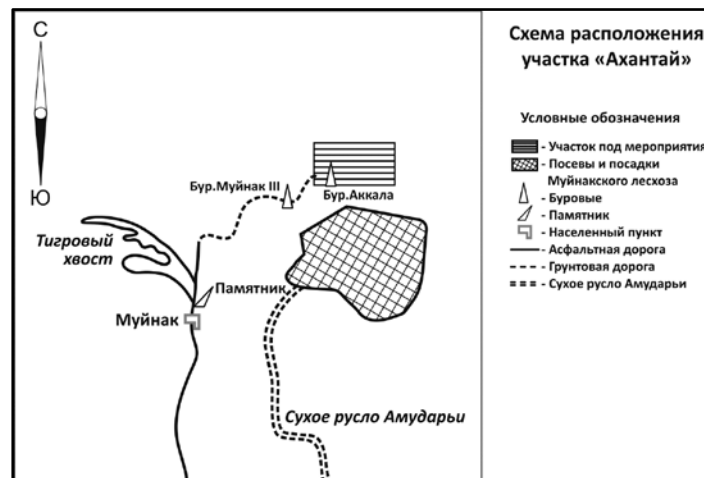 С
Ю
Бур.Муйнак III
Бур.Аккала
Тигровый
хвост
Памятник
Муйнак
Сухое русло Амударьи
Схема расположения
участка «Ахантай»
Условные обозначения
- Участок под мероприятия
- Посевы и посадки
Муйнакского лесхоза
- Буровые
- Памятник
- Населенный пункт
- Асфальтная дорога
- Грунтовая дорога
- Сухое русло Амударьи